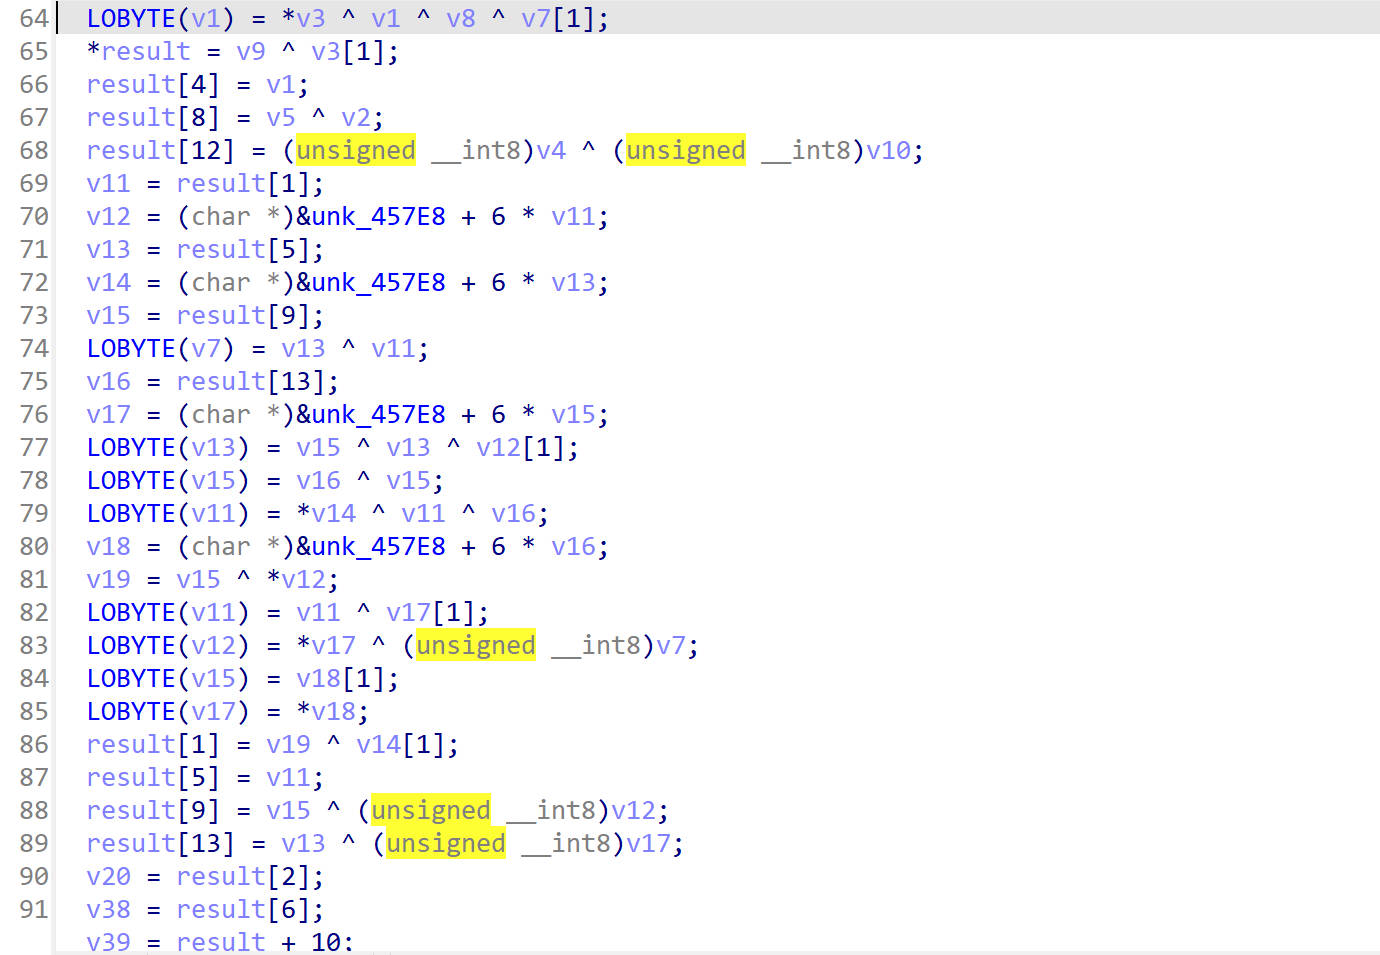 64 LOBYTE(v1) = *v3 ^ v1 ^ v8 ^ v7[1];
65 *result = v9 ^ v3[1];
66 result[4] = v1;
67 result[8] = v5 ^ v2;
68 result[12] = (unsigned __int8)v4 ^ (unsigned __int8)v10;
69 v11 = result[1];
70 v12 = (char *)&unk_457E8 + 6 * v11;
71 v13 = result[5];
72 v14 = (char *)&unk_457E8 + 6 * v13;
73 v15 = result[9];
74 LOBYTE(v7) = v13 ^ v11;
75 v16 = result[13];
76 v17 = (char *)&unk_457E8 + 6 * v15;
77 LOBYTE(v13) = v15 ^ v13 ^ v12[1];
78 LOBYTE(v15) = v16 ^ v15;
79 LOBYTE(v11) = *v14 ^ v11 ^ v16;
80 v18 = (char *)&unk_457E8 + 6 * v16;
81 v19 = v15 ^ *v12;
82 LOBYTE(v11) = v11 ^ v17[1];
83 LOBYTE(v12) = *v17 ^ (unsigned __int8)v7;
84 LOBYTE(v15) = v18[1];
85 LOBYTE(v17) = *v18;
86 result[1] = v19 ^ v14[1];
87 result[5] = v11;
88 result[9] = v15 ^ (unsigned __int8)v12;
89 result[13] = v13 ^ (unsigned __int8)v17;
90 v20 = result[2];
91 v38 = result[6];
v39 = result + 10;